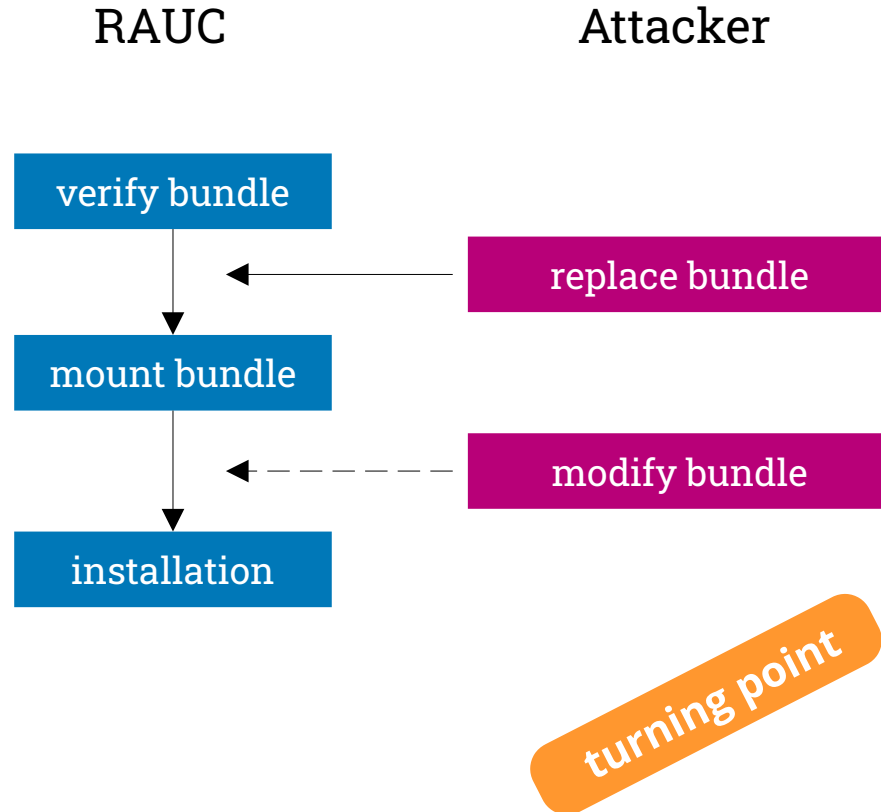 RAUC
Attacker
verify bundle
replace bundle
mount bundle
modify bundle
installation
turning point